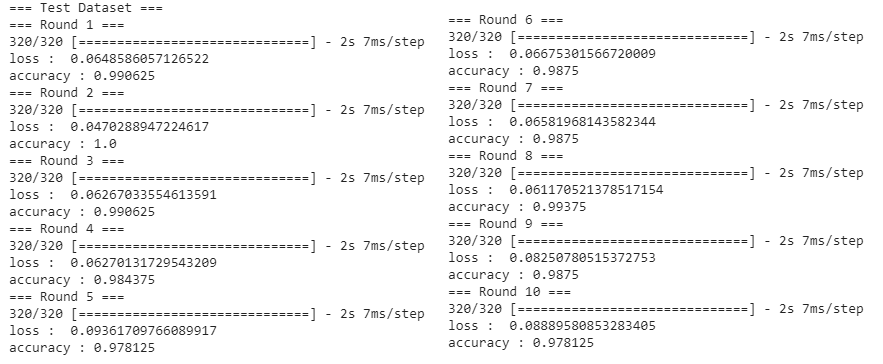 === Test Dataset ===
=== Round 1 ===
320/320 [==============================] - 2s 7ms/step
loss :  0.0648586057126522
accuracy : 0.990625
=== Round 2 ===
320/320 [==============================] - 2s 7ms/step
loss :  0.0470288947224617
accuracy : 1.0
=== Round 3 ===
320/320 [==============================] - 2s 7ms/step
loss :  0.06267033554613591
accuracy : 0.990625
=== Round 4 ===
320/320 [==============================] - 2s 7ms/step
loss :  0.06270131729543209
accuracy : 0.984375
=== Round 5 ===
320/320 [==============================] - 2s 7ms/step
loss :  0.09361709766089917
accuracy : 0.978125
=== Round 6 ===
320/320 [==============================] - 2s 7ms/step
loss :  0.06675301566720009
accuracy : 0.9875
=== Round 7 ===
320/320 [==============================] - 2s 7ms/step
loss :  0.06581968143582344
accuracy : 0.9875
=== Round 8 ===
320/320 [==============================] - 2s 7ms/step
loss :  0.061170521378517154
accuracy : 0.99375
=== Round 9 ===
320/320 [==============================] - 2s 7ms/step
loss :  0.08250780515372753
accuracy : 0.9875
=== Round 10 ===
320/320 [==============================] - 2s 7ms/step
loss :  0.08889580853283405
accuracy : 0.978125